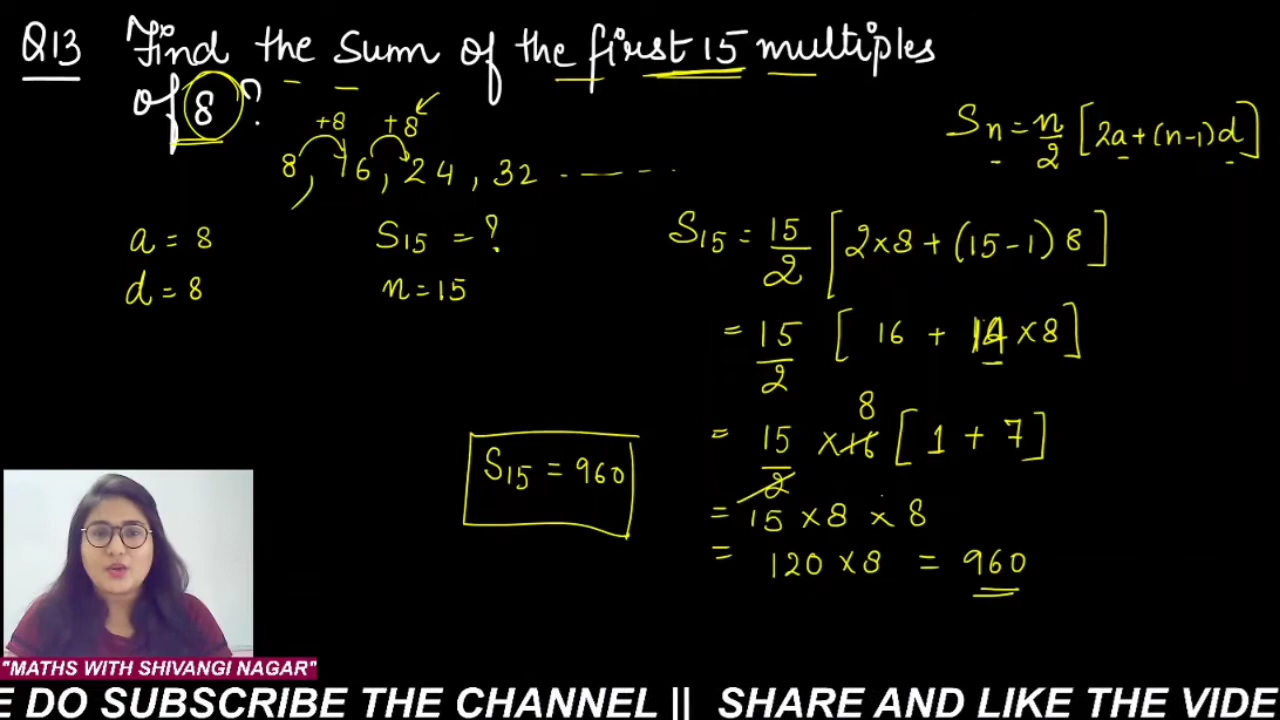 Q13 Find the sum of the first 15 multiples
of 8 ?
+8 +8
8, 16, 24, 32 ........
Sn = n/2 [2a + (n-1)d]
a = 8
d = 8
S15 = ?
n = 15
S15 = 15/2 [2×8 + (15-1) 8]
= 15/2 [16 + 14×8]
8
= 15/2 ×16 [1 + 7]
= 15 × 8 × 8
= 120 × 8 = 960
S15 = 960
"MATHS WITH SHIVANGI NAGAR"
E DO SUBSCRIBE THE CHANNEL || SHARE AND LIKE THE VIDE